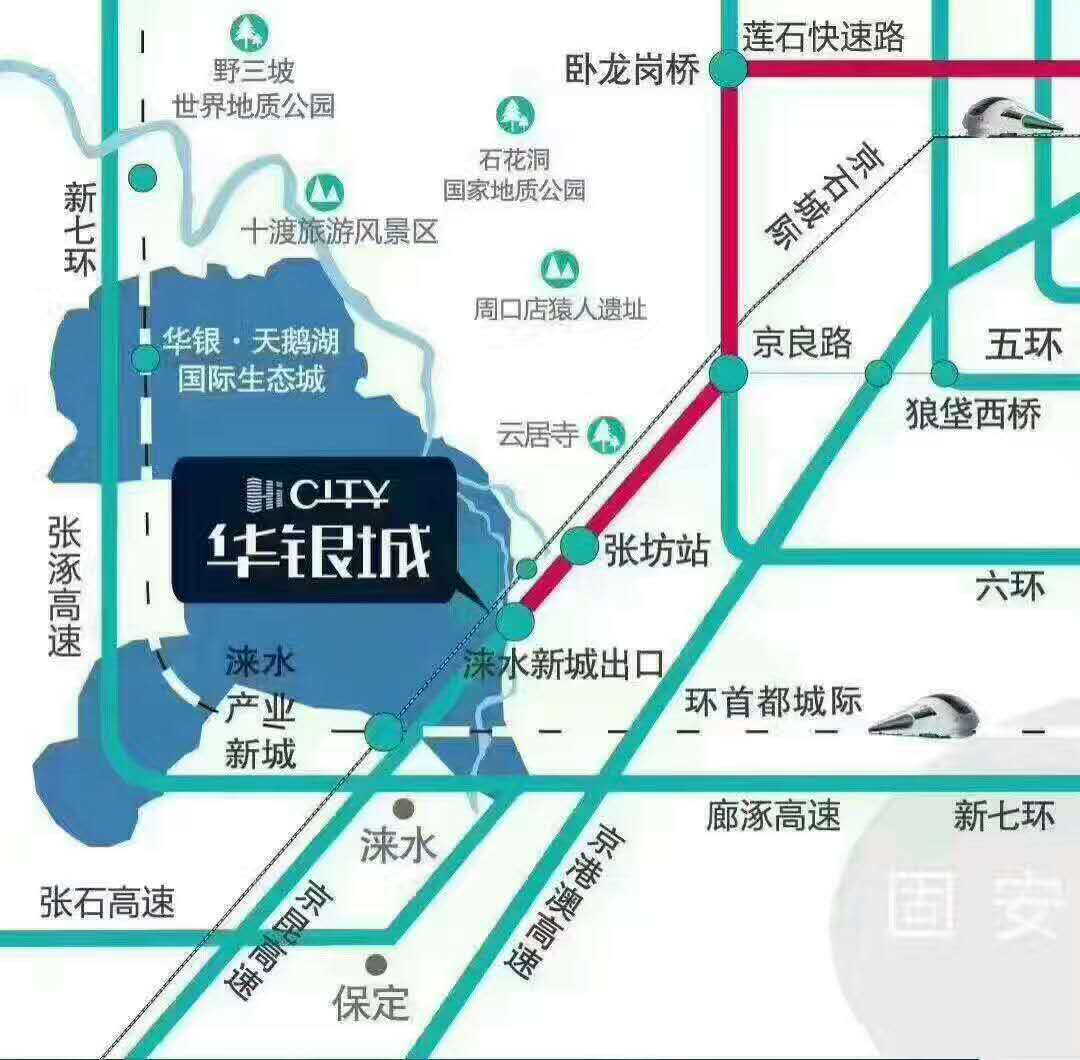 莲石快速路
卧龙岗桥
野三坡
世界地质公园
石花洞
国家地质公园
京石城际
新七环
十渡旅游风景区
周口店猿人遗址
华银·天鹅湖
国际生态城
京良路
五环
狼垡西桥
云居寺
CITY
华银城
张涿高速
张坊站
六环
涞水
产业
新城
涞水新城出口
环首都城际
廊涿高速
新七环
涞水
张石高速
京昆高速
京港澳高速
固安
保定